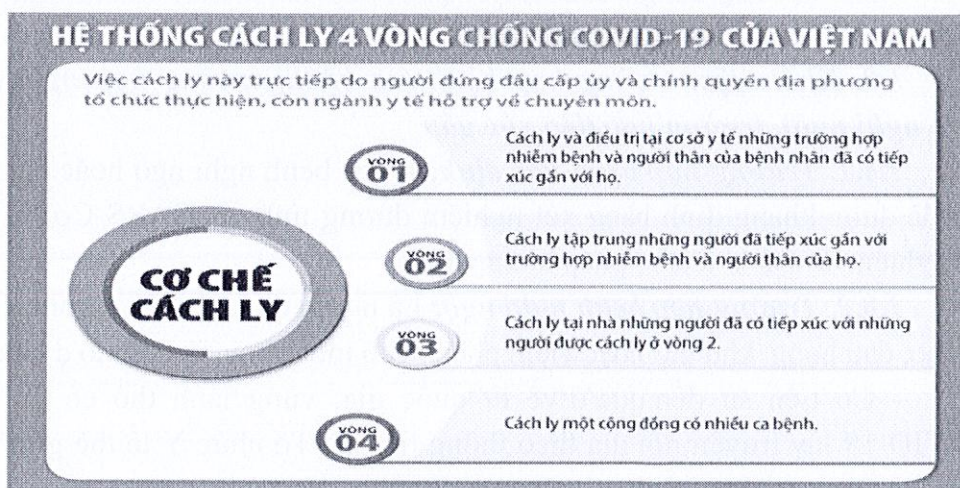 HỆ THỐNG CÁCH LY 4 VÒNG CHỐNG COVID-19 CỦA VIỆT NAM
Việc cách ly này trực tiếp do người đứng đầu cấp ủy và chính quyền địa phương
tổ chức thực hiện, còn ngành y tế hỗ trợ về chuyên môn.
CƠ CHẾ
CÁCH LY
VÒNG
01
Cách ly và điều trị tại cơ sở y tế những trường hợp
nhiễm bệnh và người thân của bệnh nhân đã có tiếp
xúc gần với họ.
VÒNG
02
Cách ly tập trung những người đã tiếp xúc gần với
trường hợp nhiễm bệnh và người thân của họ.
VÒNG
03
Cách ly tại nhà những người đã có tiếp xúc với những
người được cách ly ở vòng 2.
VÒNG
04
Cách ly một cộng đồng có nhiều ca bệnh.